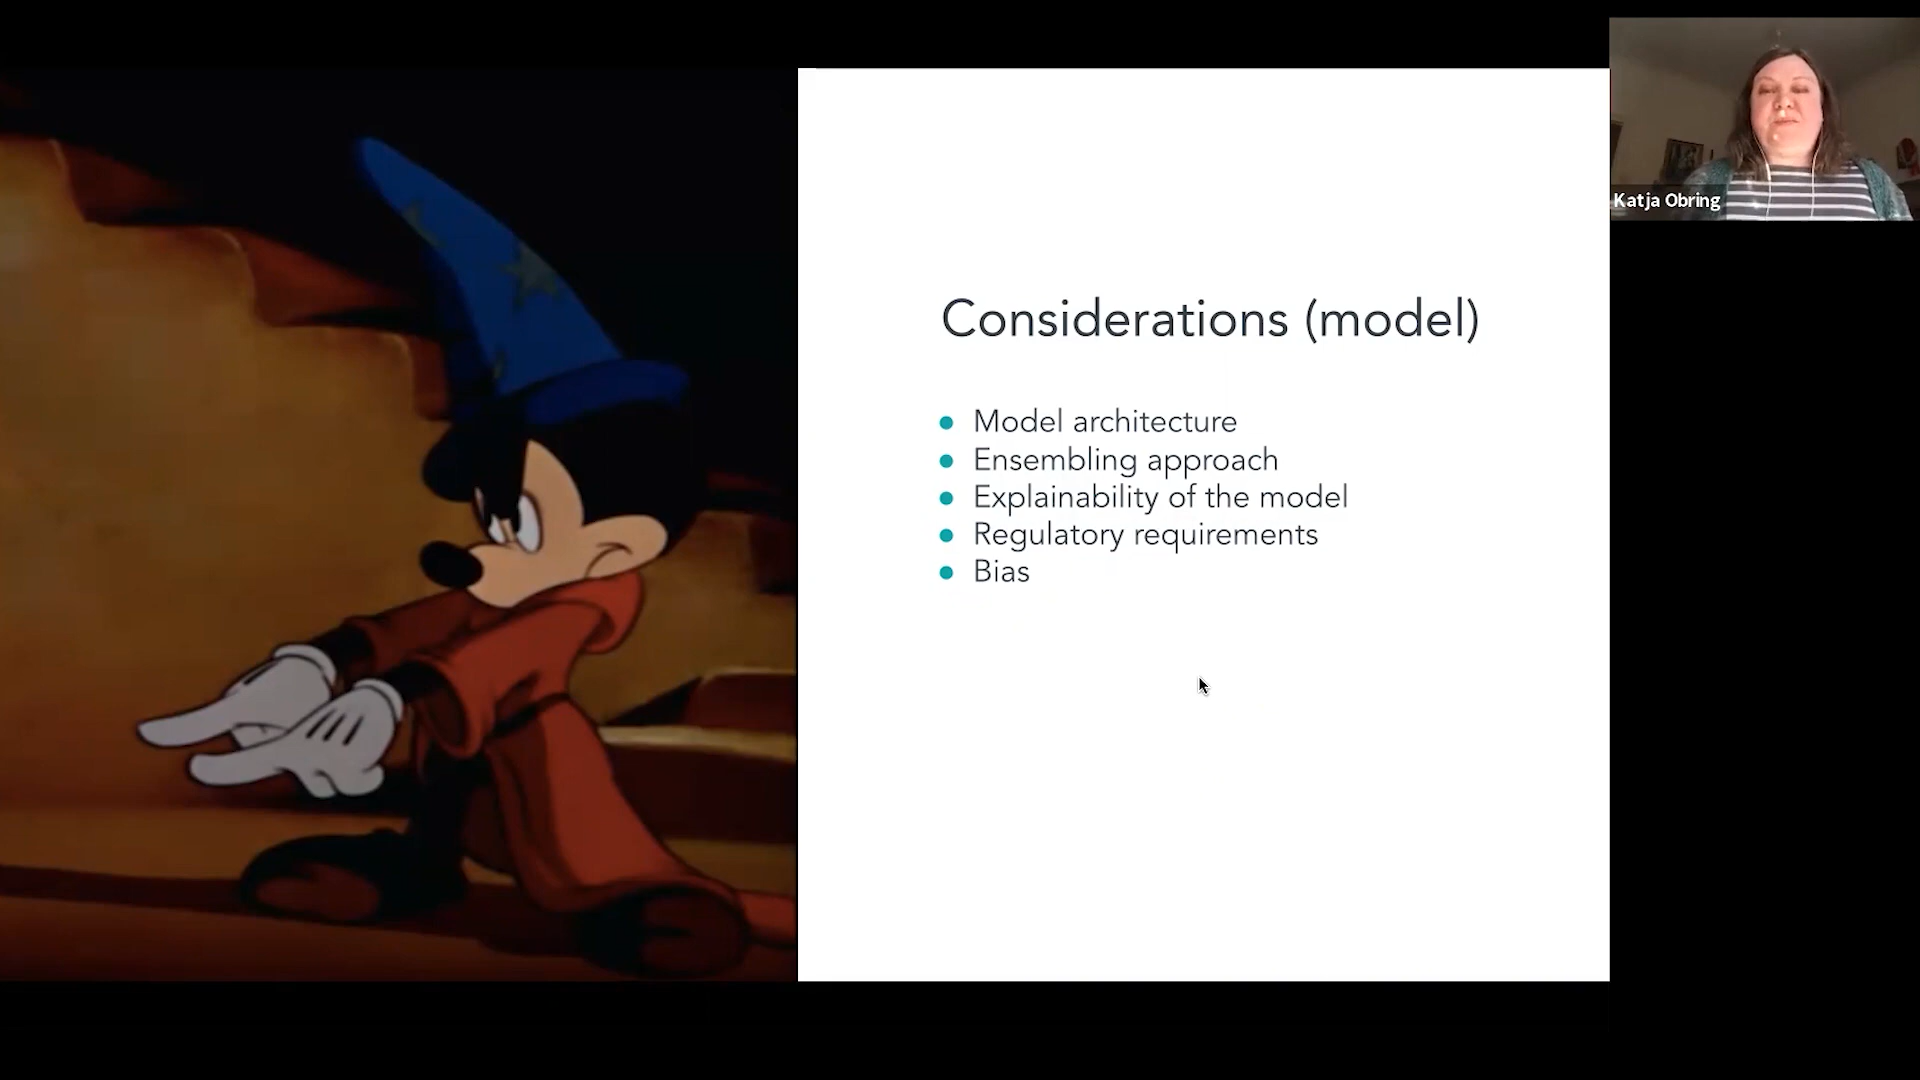 Considerations (model)
Model architecture
Ensembling approach
Explainability of the model
Regulatory requirements
Bias
Katja Obring